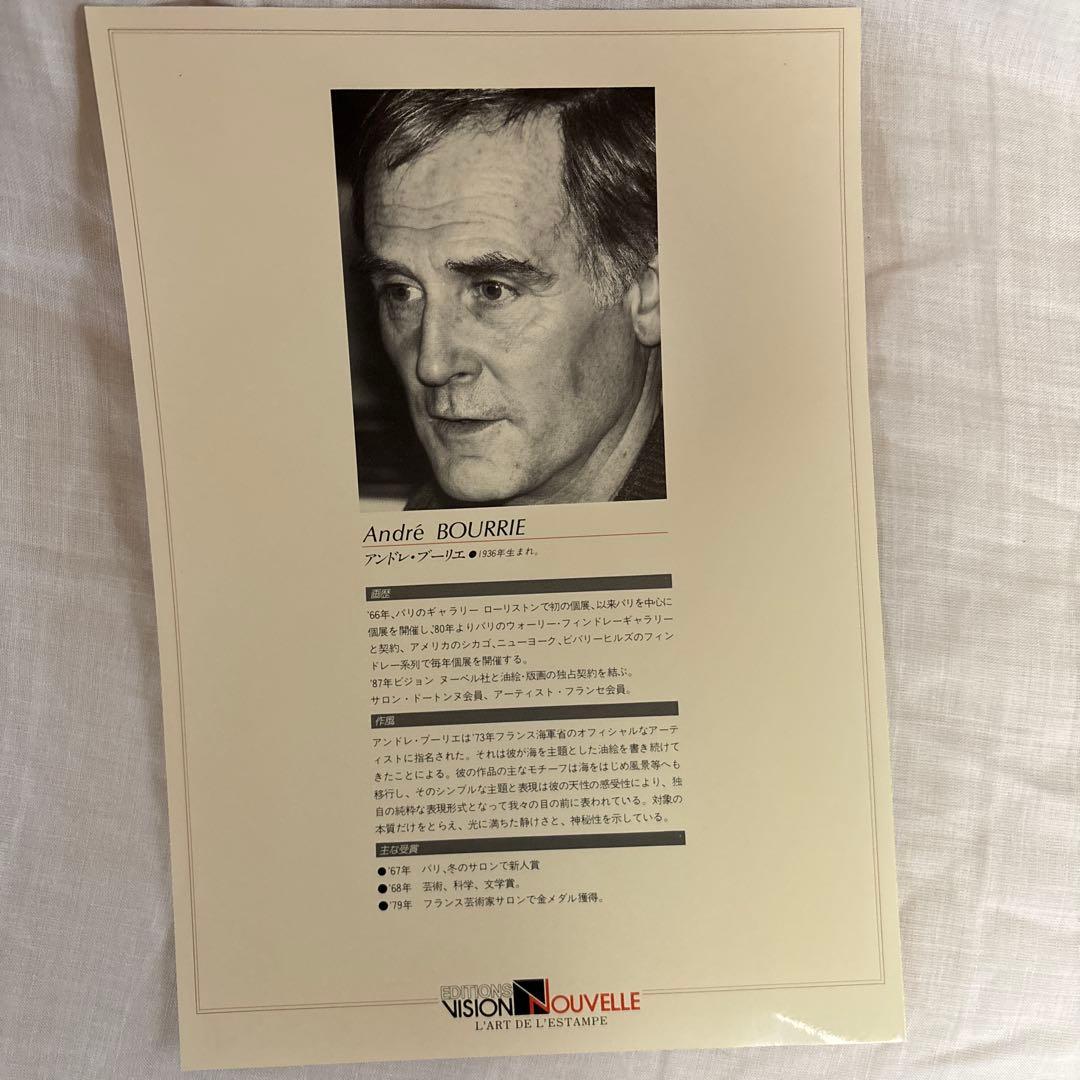 André BOURRIE
アンドレ・ブーリエ ●1936年生まれ。
画歴
'66年、パリのギャラリー ローリストンで初の個展、以来パリを中心に
個展を開催し、'80年よりパリのウォーリー・フィンドレーギャラリー
と契約、アメリカのシカゴ、ニューヨーク、ビバリーヒルズのフィン
ドレー系列で毎年個展を開催する。
'87年ビジョン ヌーベル社と油絵・版画の独占契約を結ぶ。
サロン・ドートンヌ会員、アーティスト・フランセ会員。
作風
アンドレ・ブーリエは'73年フランス海軍省のオフィシャルなアーテ
ィストに指名された。それは彼が海を主題とした油絵を書き続けて
きたことによる。彼の作品の主なモチーフは海をはじめ風景等へも
移行し、そのシンプルな主題と表現は彼の天性の感受性により、独
自の純粋な表現形式となって我々の目の前に表われている。対象の
本質だけをとらえ、光に満ちた静けさと、神秘性を示している。
主な受賞
●'67年 パリ、冬のサロンで新人賞
●'68年 芸術、科学、文学賞。
●'79年 フランス芸術家サロンで金メダル獲得。
EDITIONS
VISION NOUVELLE
L'ART DE L'ESTAMPE